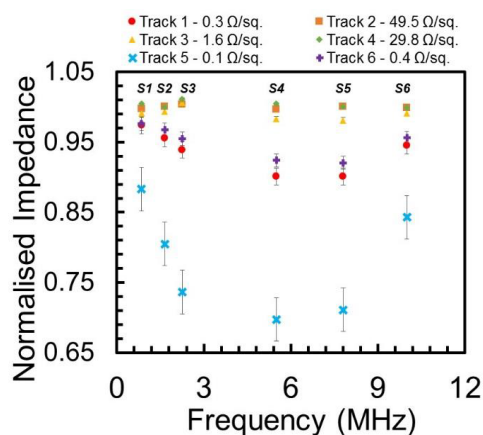 Track 1 - 0.3 Ω/sq. Track 2 - 49.5 Ω/sq.
Track 3 - 1.6 Ω/sq. Track 4 - 29.8 Ω/sq.
Track 5 - 0.1 Ω/sq. Track 6 - 0.4 Ω/sq.
1.05
S1 S2 S3 S4 S5 S6
0.95
0.85
0.75
0.65
Normalised Impedance
0 3 6 9 12
Frequency (MHz)